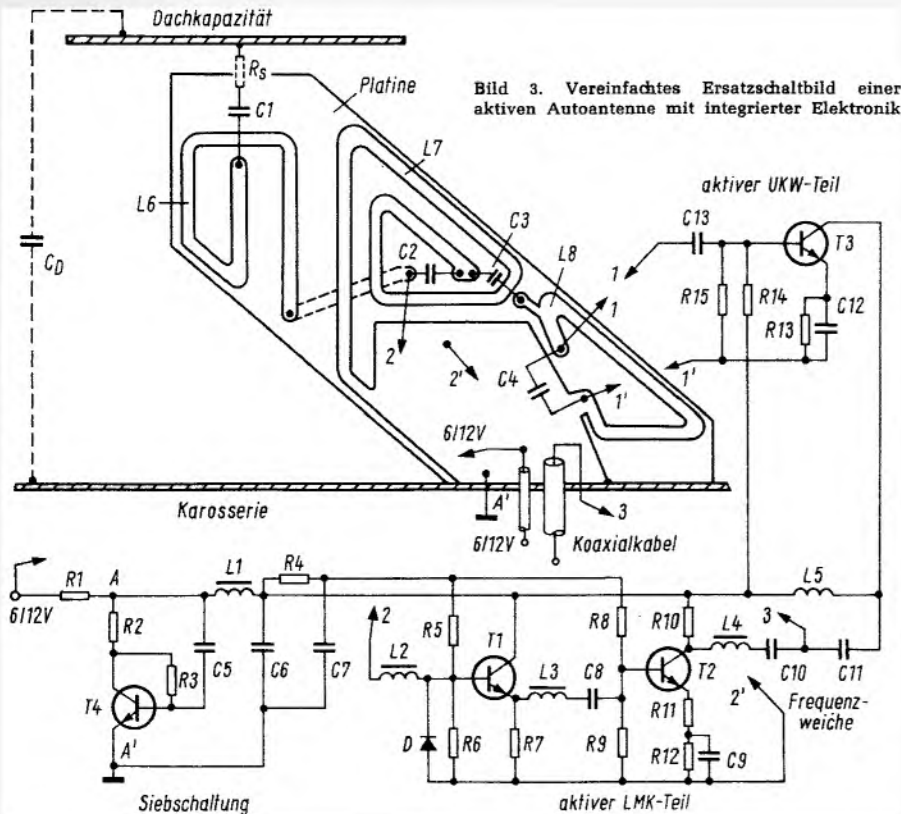 Dachkapazität
R_S
Platine
C1
Bild 3. Vereinfachtes Ersatzschaltbild einer
aktiven Autoantenne mit integrierter Elektronik
L7
L6
aktiver UKW-Teil
C_D
C2
C3
L8
C13
T3
1
1
R15
R14
R13
C12
2
2'
C4
1'
1'
6/12V
Karosserie
A'
3
6/12V
Koaxialkabel
R1
A
L1
R4
L5
6/12V
R2
R3
C5
C6
C7
2
L2
R5
T1
L3
C8
R8
R10
L4
3
T2
C10
C11
T4
A'
D
R6
R7
R9
R11
R12
C9
2'
Frequenz-
weiche
Siebschaltung
aktiver LMK-Teil